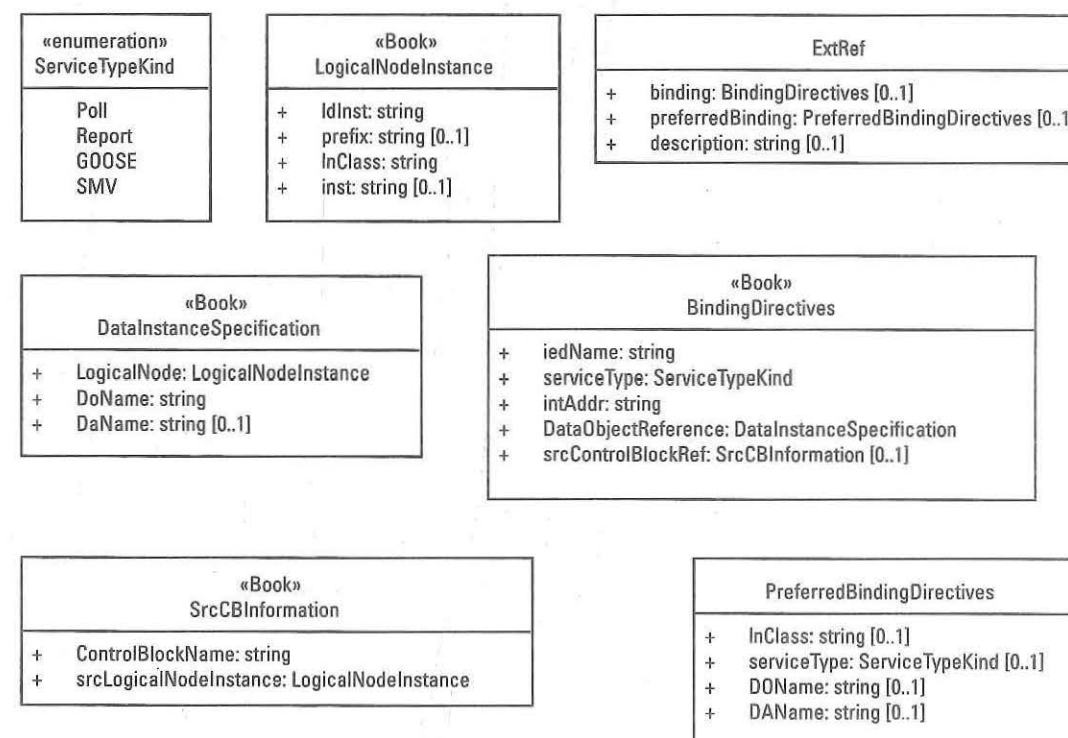 «enumeration»
ServiceTypeKind
Poll
Report
GOOSE
SMV
«Book»
LogicalNodeInstance
+ ldInst: string
+ prefix: string [0..1]
+ lnClass: string
+ inst: string [0..1]
ExtRef
+ binding: BindingDirectives [0..1]
+ preferredBinding: PreferredBindingDirectives [0..1
+ description: string [0..1]
«Book»
DataInstanceSpecification
+ LogicalNode: LogicalNodeInstance
+ DoName: string
+ DaName: string [0..1]
«Book»
BindingDirectives
+ iedName: string
+ serviceType: ServiceTypeKind
+ intAddr: string
+ DataObjectReference: DataInstanceSpecification
+ srcControlBlockRef: SrcCBInformation [0..1]
«Book»
SrcCBInformation
+ ControlBlockName: string
+ srcLogicalNodeInstance: LogicalNodeInstance
PreferredBindingDirectives
+ lnClass: string [0..1]
+ serviceType: ServiceTypeKind [0..1]
+ DOName: string [0..1]
+ DAName: string [0..1]